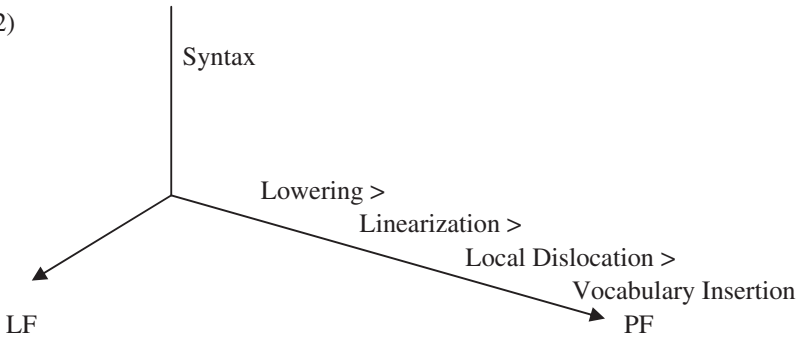 2)
Syntax
Lowering >
Linearization >
Local Dislocation >
Vocabulary Insertion
LF
PF